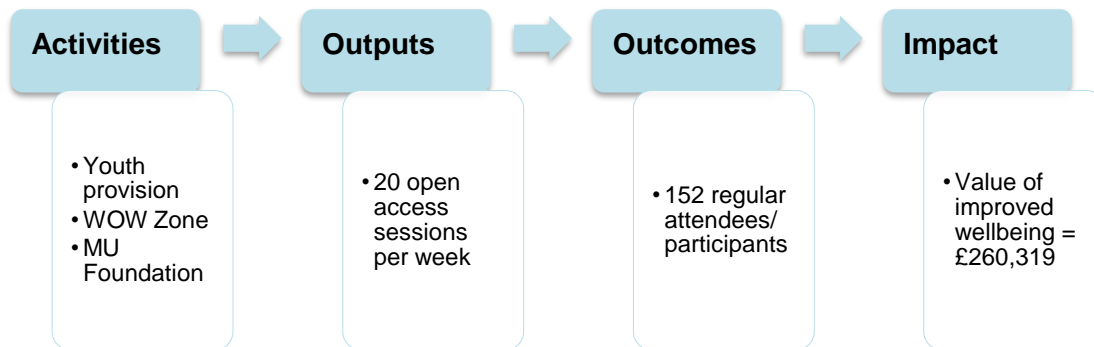 Activities
• Youth
provision
• WOW Zone
• MU
Foundation
Outputs
• 20 open
access
sessions
per week
Outcomes
• 152 regular
attendees/
participants
Impact
• Value of
improved
wellbeing =
£260,319